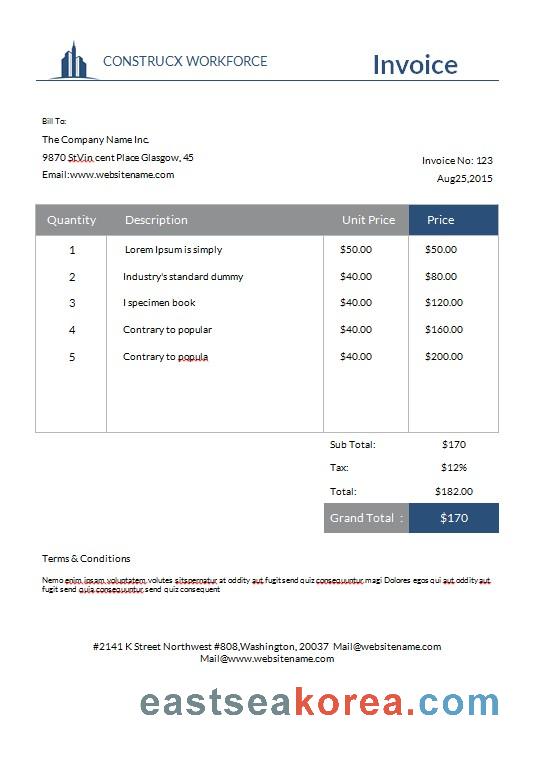 CONSTRUCX WORKFORCE
Invoice
Bill To:
The Company Name Inc.
9870 St.Vin cent Place Glasgow, 45
Email:www.websitename.com
Invoice No: 123
Aug25,2015
Quantity Description Unit Price Price
1 Lorem Ipsum is simply $50.00 $50.00
2 Industry's standard dummy $40.00 $80.00
3 I specimen book $40.00 $120.00
4 Contrary to popular $40.00 $160.00
5 Contrary to popula $40.00 $200.00
Sub Total: $170
Tax: $12%
Total: $182.00
Grand Total : $170
Terms & Conditions
Nemo enim ipsam voluptatem volutes sitspernatur at oddity aut fugit send quiz consequuntur magi Dolores egos qui aut oddity aut
fugit send quia consequuntur send quiz consequent
#2141 K Street Northwest #808,Washington, 20037 Mail@websitename.com
Mail@www.websitename.com
eastseakorea.com